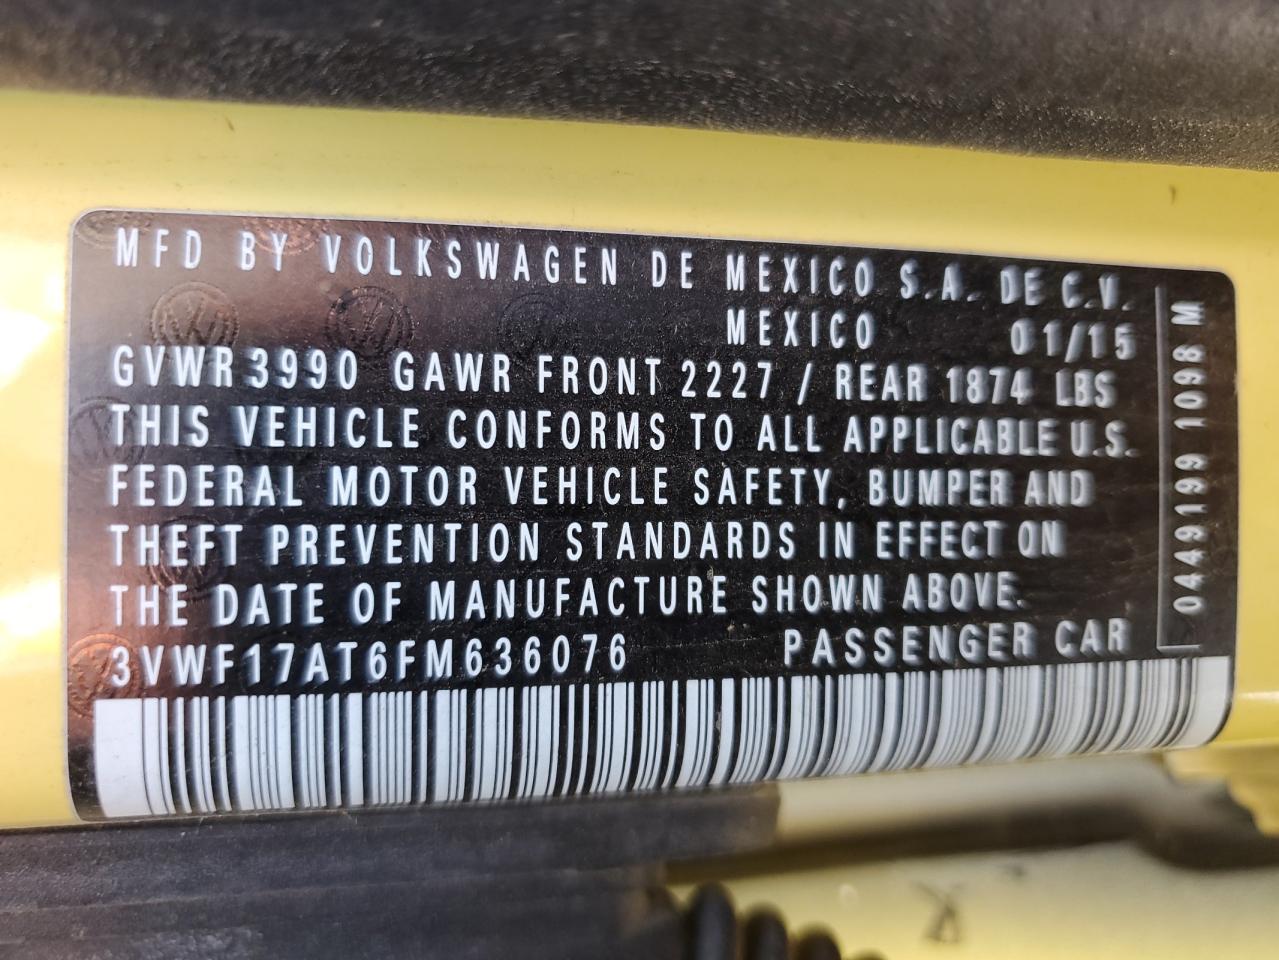 MFD BY VOLKSWAGEN DE MEXICO S.A. DE C.V.
MEXICO 01/15
GVWR 3990 GAWR FRONT 2227 / REAR 1874 LBS
THIS VEHICLE CONFORMS TO ALL APPLICABLE U.S.
FEDERAL MOTOR VEHICLE SAFETY, BUMPER AND
THEFT PREVENTION STANDARDS IN EFFECT ON
THE DATE OF MANUFACTURE SHOWN ABOVE.
3VWF17AT6FM636076 PASSENGER CAR
0449199 1098 M